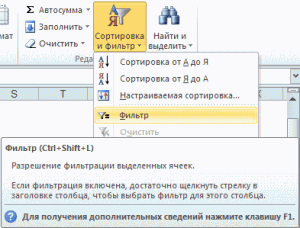 Σ Автосумма
Заполнить
Очистить
Сортировка и фильтр
Найти и выделить
Реда
Сортировка от А до Я
Сортировка от Я до А
Настраиваемая сортировка...
Фильтр
Очистить
S T
Фильтр (Ctrl+Shift+L)
Разрешение фильтрации выделенных ячеек.
Если фильтрация включена, достаточно щелкнуть стрелку в
заголовке столбца, чтобы выбрать фильтр для этого столбца.
Для получения дополнительных сведений нажмите клавишу F1.